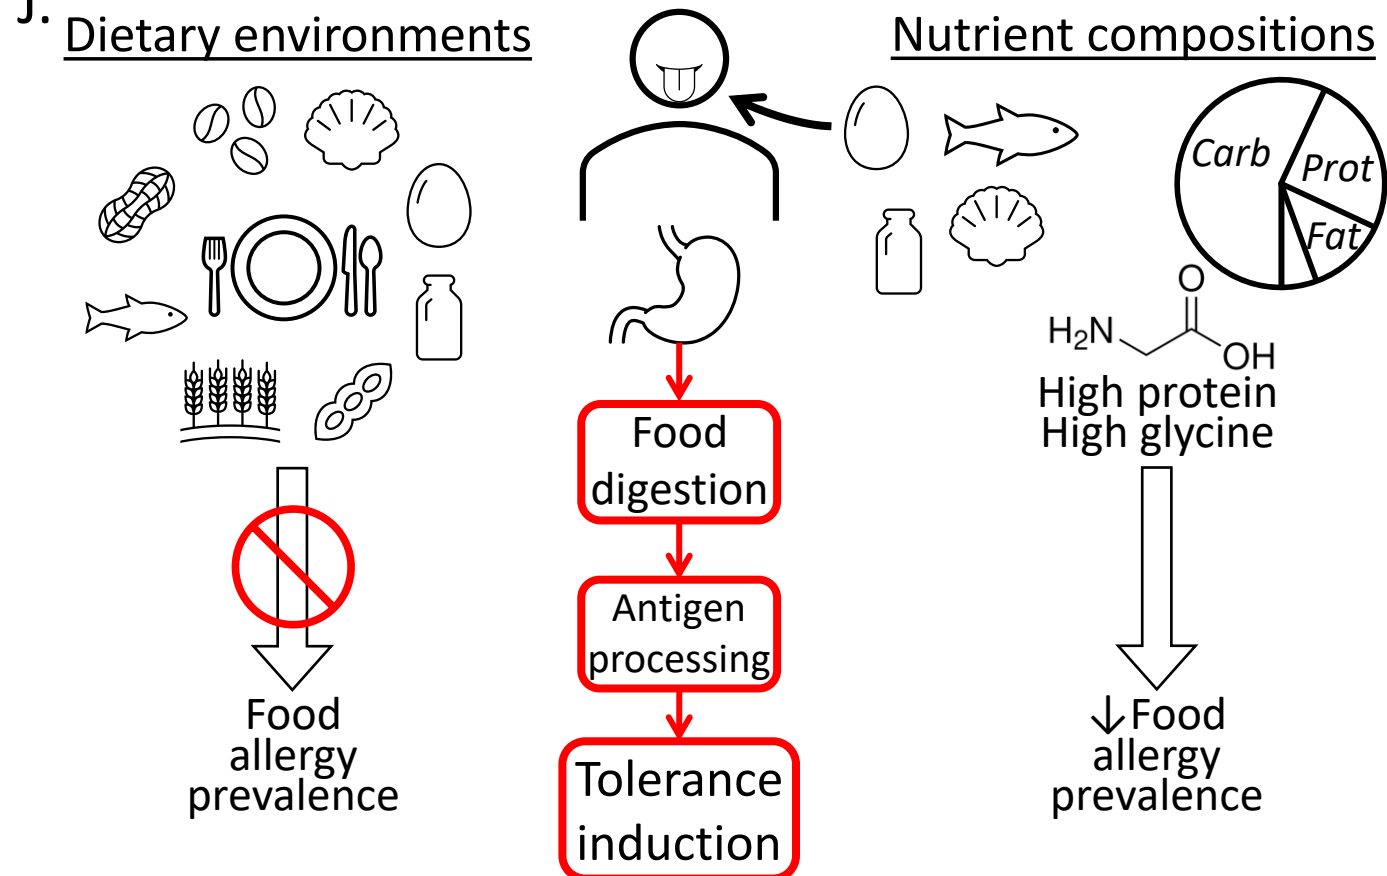 J.
Dietary environments
Food
allergy
prevalence
Food
digestion
Antigen
processing
Tolerance
induction
Nutrient compositions
Carb
Prot
Fat
O
H₂N
OH
High protein
High glycine
↓Food
allergy
prevalence